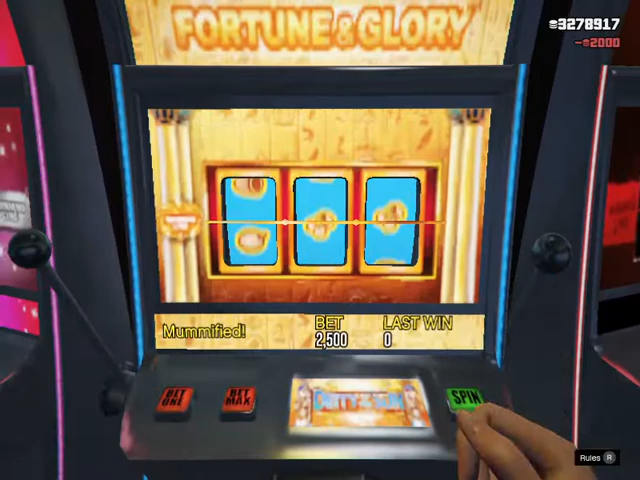 FORTUNE & GLORY
3278917
-2000
Mummified!
BET
2,500
LAST WIN
0
BET
ONE
BET
MAX
SPIN
Rules R